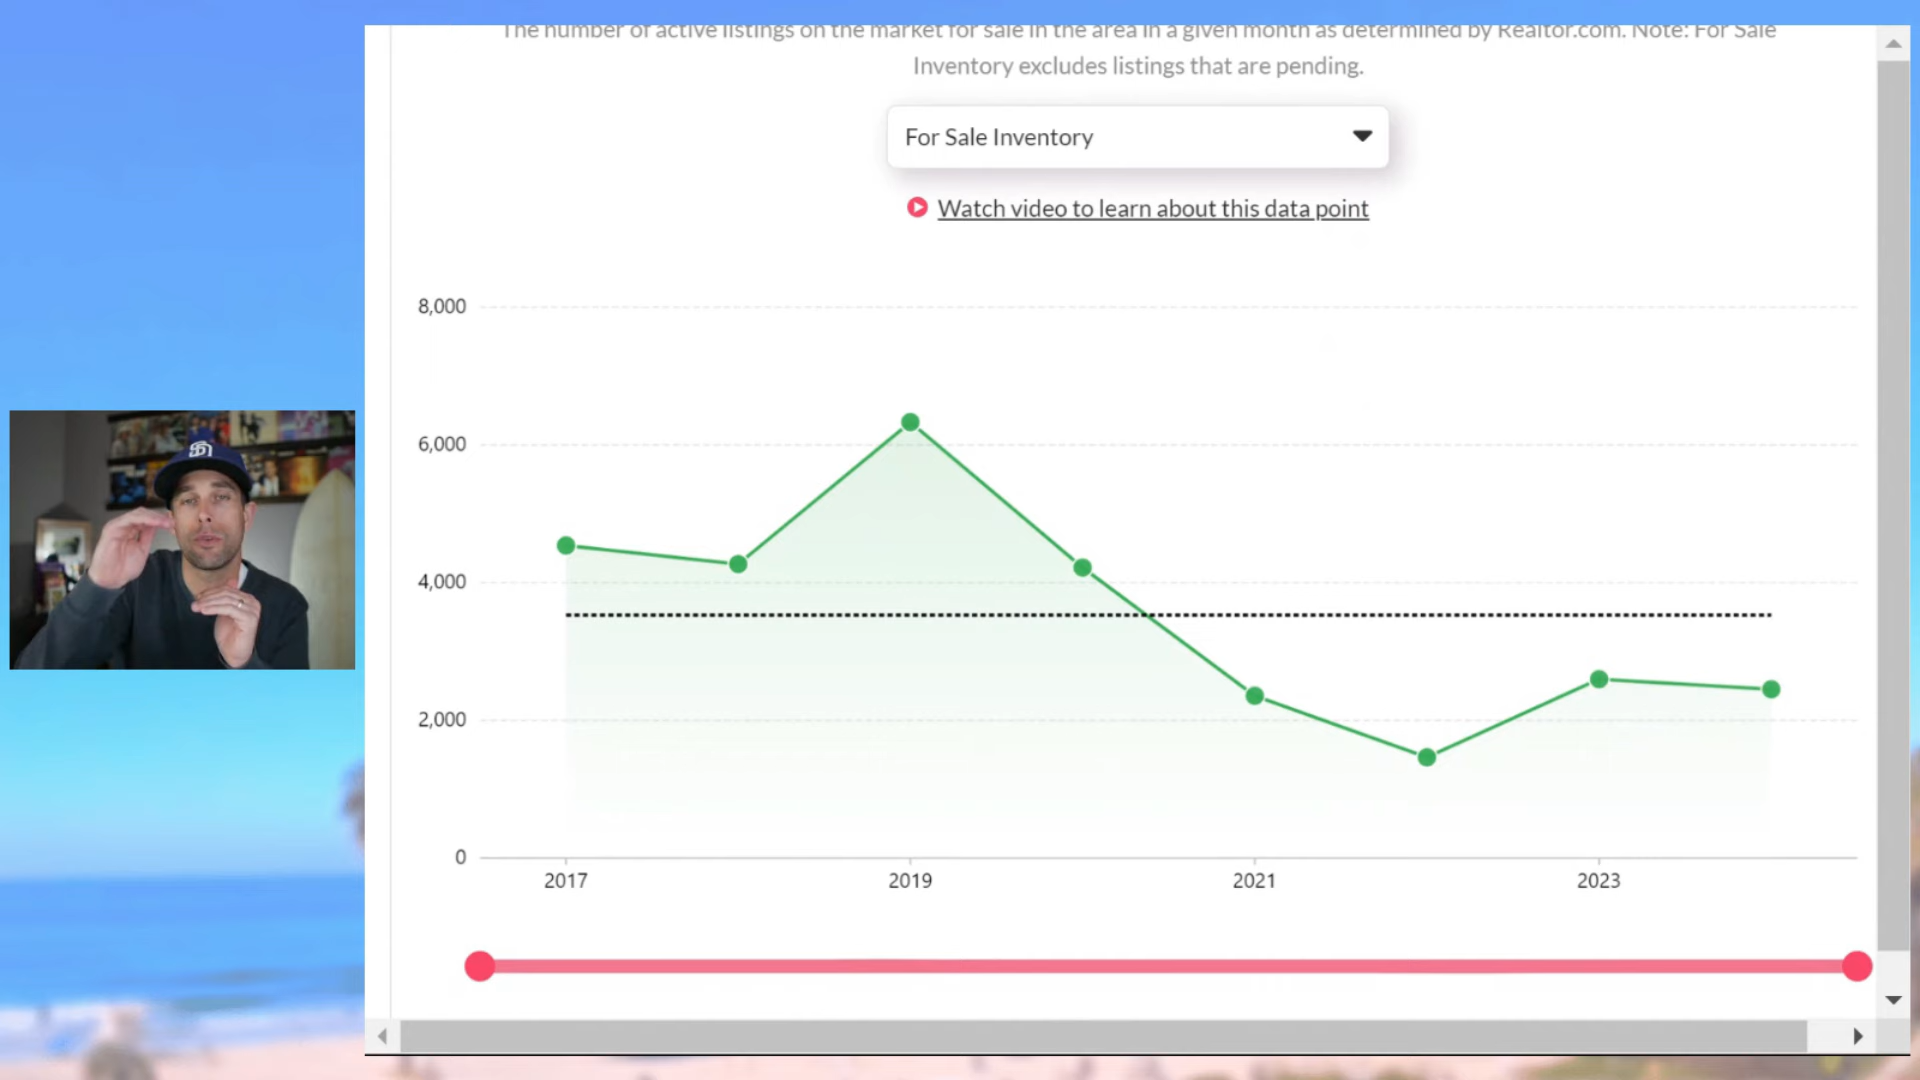 The number of active listings on the market for sale in the area in a given month as determined by Realtor.com. Note: For Sale
Inventory excludes listings that are pending.
For Sale Inventory
Watch video to learn about this data point
8,000
6,000
4,000
2,000
0
2017
2019
2021
2023
SD